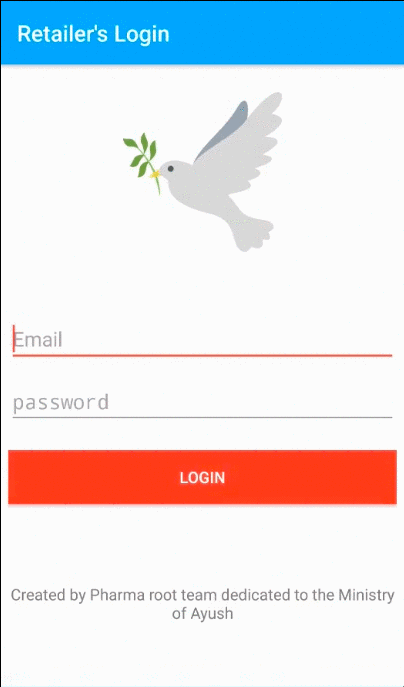 Retailer's Login
Email
password
LOGIN
Created by Pharma root team dedicated to the Ministry
of Ayush